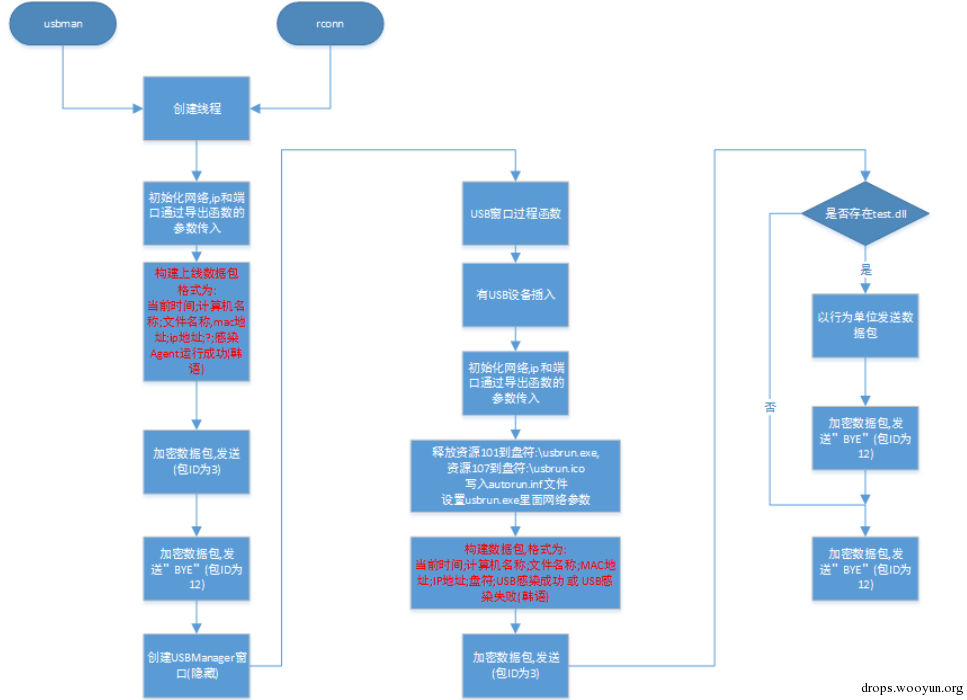 usbman
rconn
创建线程
初始化网络,ip和端
口通过导出函数的
参数传入
构建上线数据包
格式为:
当前时间;计算机名
称;文件名称,mac地
址;ip地址;?;感染
Agent运行成功(韩
语)
加密数据包,发送
(包ID为3)
加密数据包,发
送”BYE”(包ID为
12)
创建USBManager窗
口(隐藏)
USB窗口过程函数
有USB设备插入
初始化网络,ip和端
口通过导出函数的
参数传入
释放资源101到盘符:\usbrun.exe,
资源107到盘符:\usbrun.ico
写入autorun.inf文件
设置usbrun.exe里面网络参数
构建数据包,格式为:
当前时间;计算机名称;文件名称;MAC地
址;IP地址;盘符;USB感染成功 或 USB感
染失败(韩语)
加密数据包,发送
(包ID为3)
是否存在test.dll
是
否
以行为单位发送数
据包
加密数据包,发
送”BYE”(包ID为
12)
加密数据包,发
送”BYE”(包ID为
12)
drops.wooyun.org